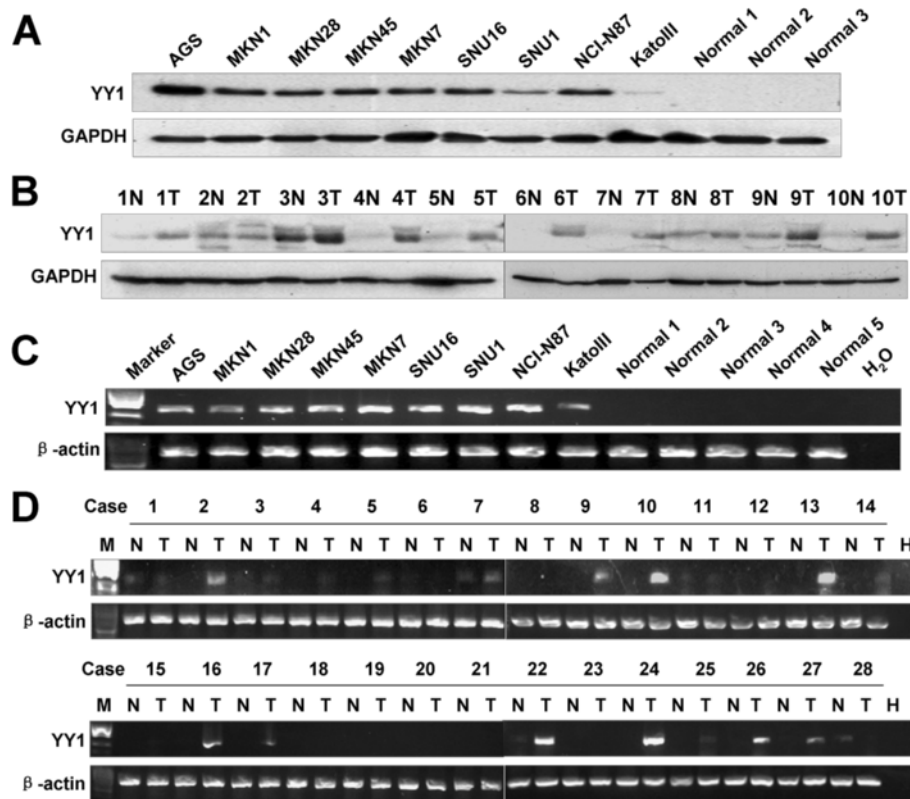 A
AGS MKN1 MKN28 MKN45 MKN7 SNU16 SNU1 NCI-N87 KatoIII Normal 1 Normal 2 Normal 3
YY1
GAPDH
B
1N 1T 2N 2T 3N 3T 4N 4T 5N 5T 6N 6T 7N 7T 8N 8T 9N 9T 10N 10T
YY1
GAPDH
C
Marker AGS MKN1 MKN28 MKN45 MKN7 SNU16 SNU1 NCI-N87 KatoIII Normal 1 Normal 2 Normal 3 Normal 4 Normal 5 H₂O
YY1
β-actin
D
Case 1 2 3 4 5 6 7 8 9 10 11 12 13 14
M N T N T N T N T N T N T N T N T N T N T N T N T N T N T H
YY1
β-actin
Case 15 16 17 18 19 20 21 22 23 24 25 26 27 28
M N T N T N T N T N T N T N T N T N T N T N T N T N T N T H
YY1
β-actin